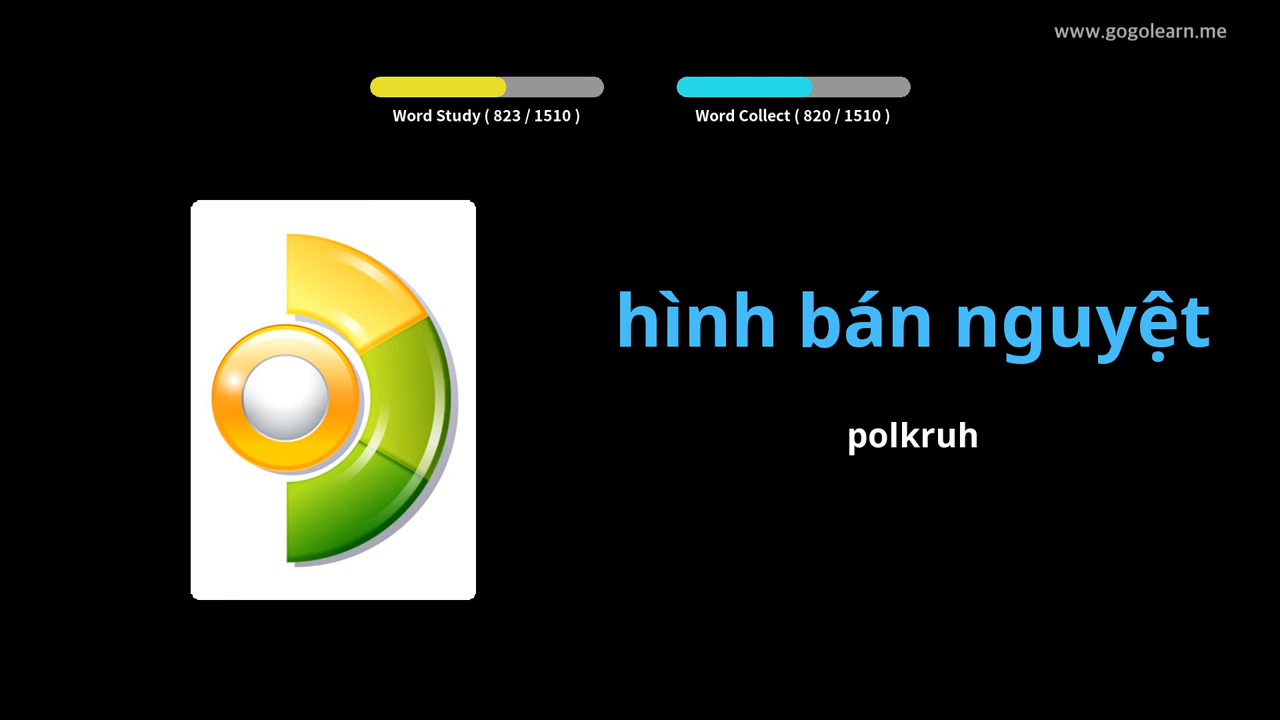 www.gogolearn.me
Word Study ( 823 / 1510 )
Word Collect ( 820 / 1510 )
hình bán nguyệt
polkruh